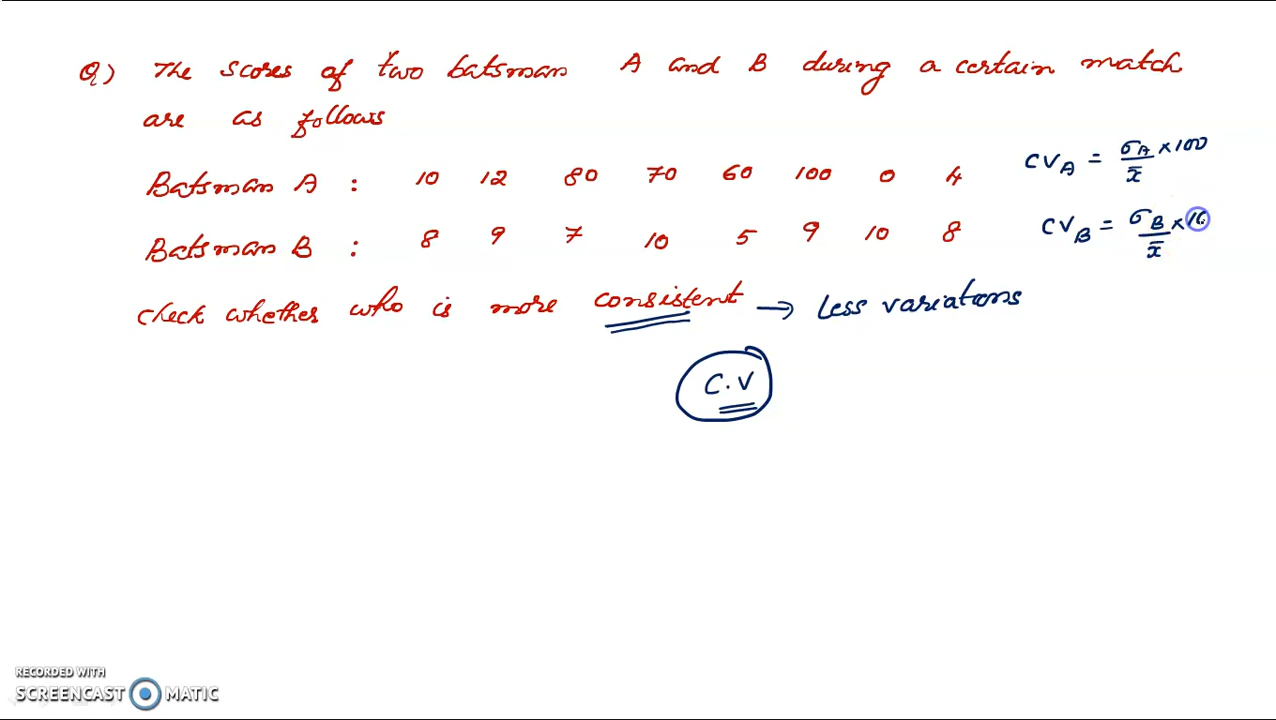 Q) The scores of two batsman A and B during a certain match
are as follows
Batsman A : 10 12 80 70 60 100 0 4
CV_A = σ_A/x̄ × 100
Batsman B : 8 9 7 10 5 9 10 8
CV_B = σ_B/x̄ × 10
check whether who is more consistent → Less variations
C.V
RECORDED WITH
SCREENCAST MATIC